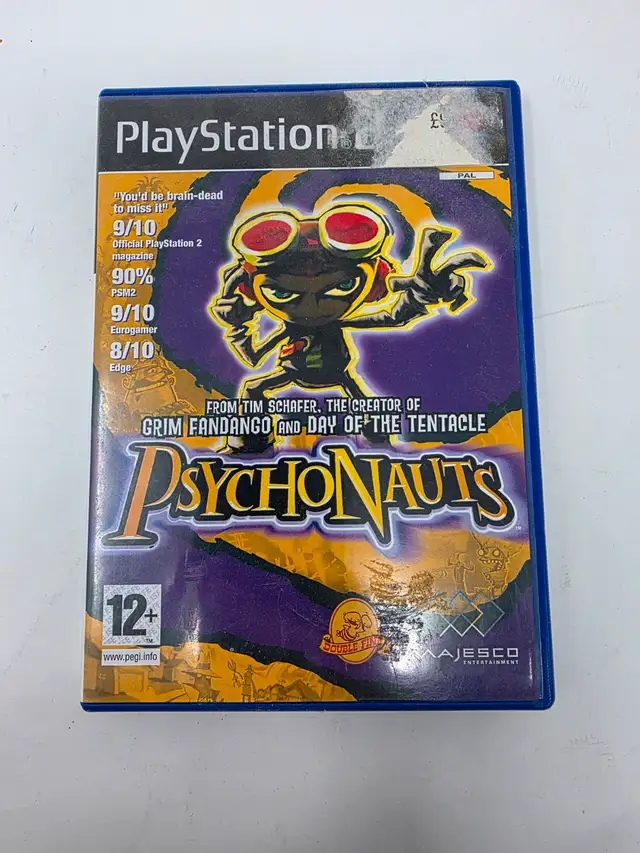 PlayStation®
£
PAL
"You'd be brain-dead
to miss it"
9/10
Official PlayStation 2
magazine
90%
PSM2
9/10
Eurogamer
8/10
Edge
FROM TIM SCHAFER, THE CREATOR OF
GRIM FANDANGO AND DAY OF THE TENTACLE
PSYCHONAUTS™
12+
™
www.pegi.info
DOUBLE FINE
MAJESCO
ENTERTAINMENT